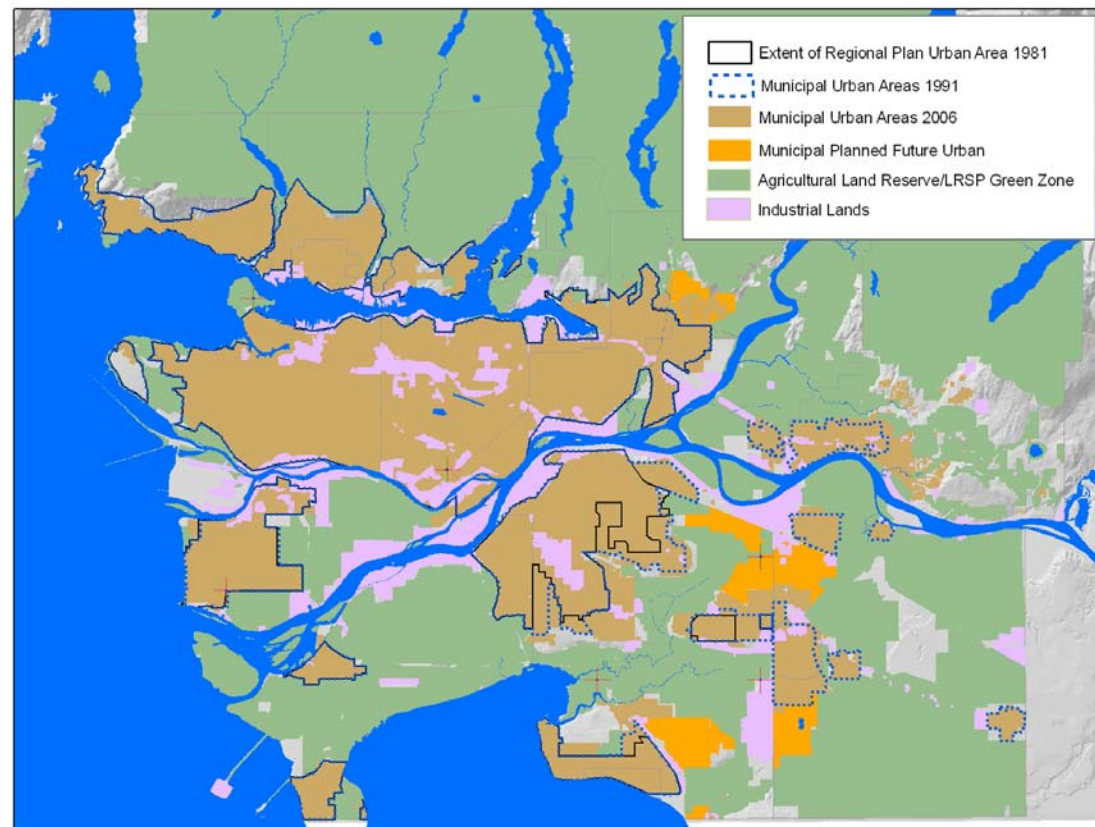 Extent of Regional Plan Urban Area 1981
Municipal Urban Areas 1991
Municipal Urban Areas 2006
Municipal Planned Future Urban
Agricultural Land Reserve/LRSP Green Zone
Industrial Lands